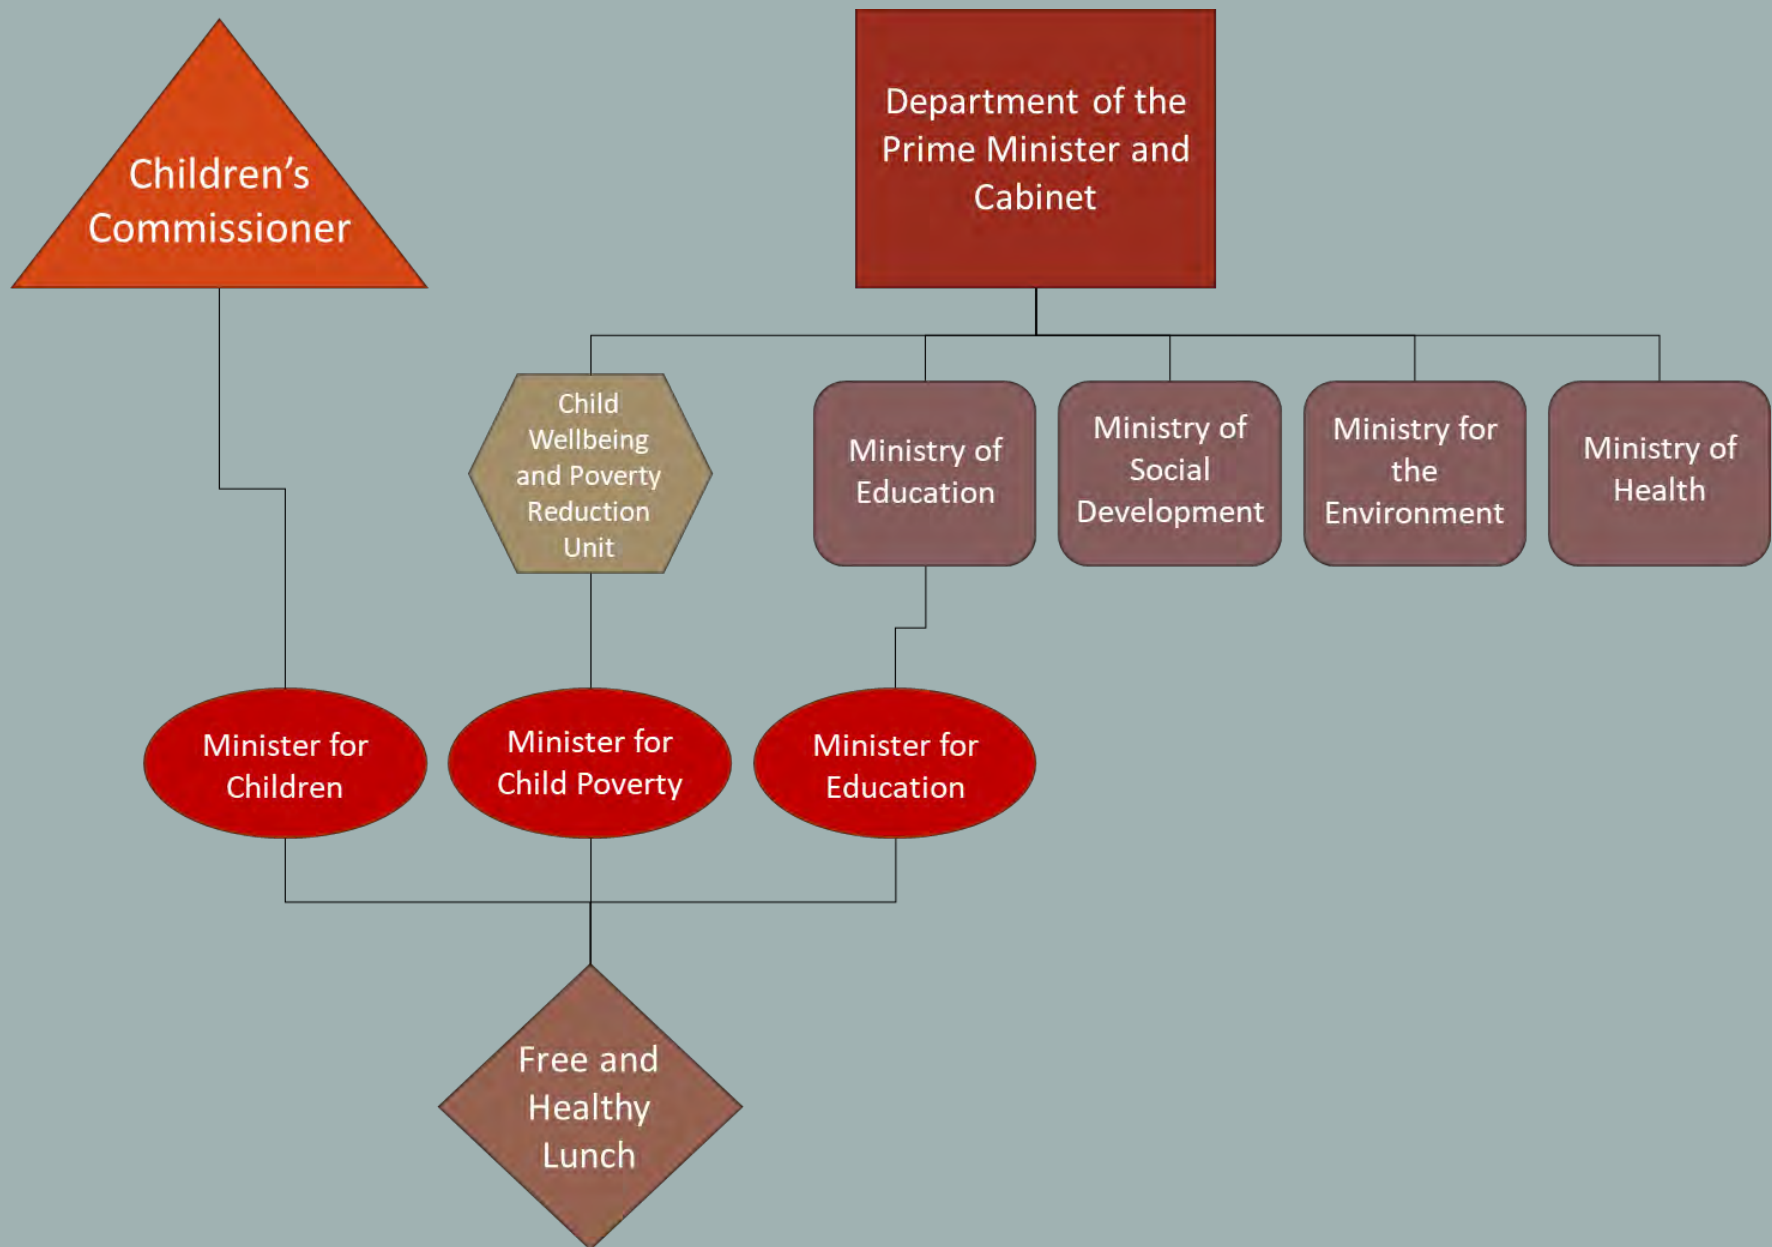 Children’s
Commissioner
Department of the
Prime Minister and
Cabinet
Child
Wellbeing
and Poverty
Reduction
Unit
Ministry of
Education
Ministry of
Social
Development
Ministry for
the
Environment
Ministry of
Health
Minister for
Children
Minister for
Child Poverty
Minister for
Education
Free and
Healthy
Lunch